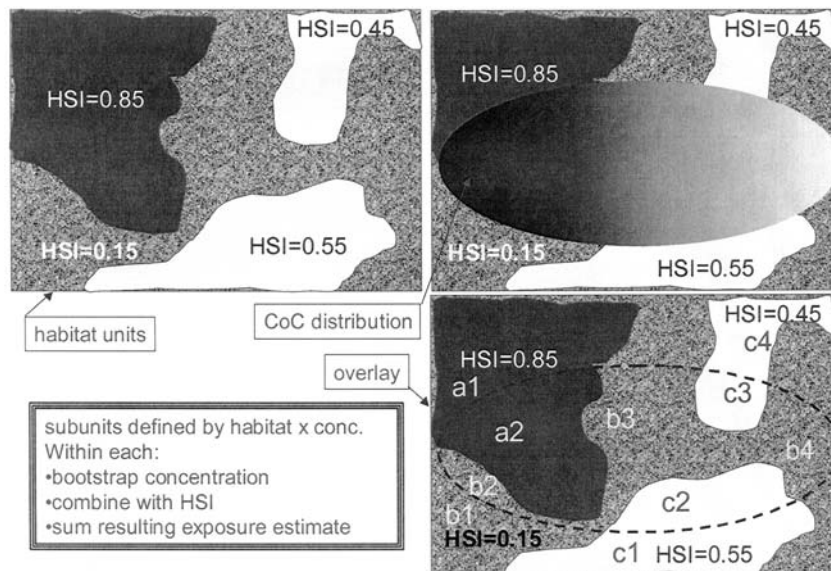 HSI=0.45
HSI=0.85
HSI=0.15
HSI=0.55
habitat units
HSI=0.45
HSI=0.85
HSI=0.15
HSI=0.55
CoC distribution
overlay
HSI=0.45
c4
HSI=0.85
a1
c3
b3
a2
b4
b2
c2
b1
HSI=0.15
c1
HSI=0.55
subunits defined by habitat x conc.
Within each:
•bootstrap concentration
•combine with HSI
•sum resulting exposure estimate